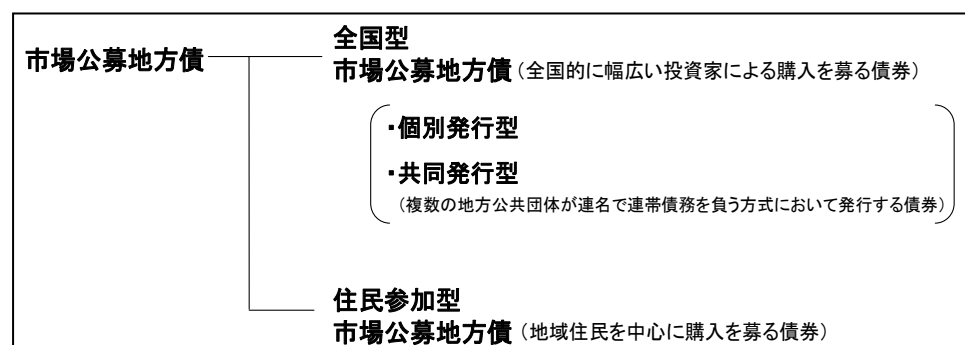 市場公募地方債
全国型
市場公募地方債(全国的に幅広い投資家による購入を募る債券)
・個別発行型
・共同発行型
(複数の地方公共団体が連名で連帯債務を負う方式において発行する債券)
住民参加型
市場公募地方債(地域住民を中心に購入を募る債券)